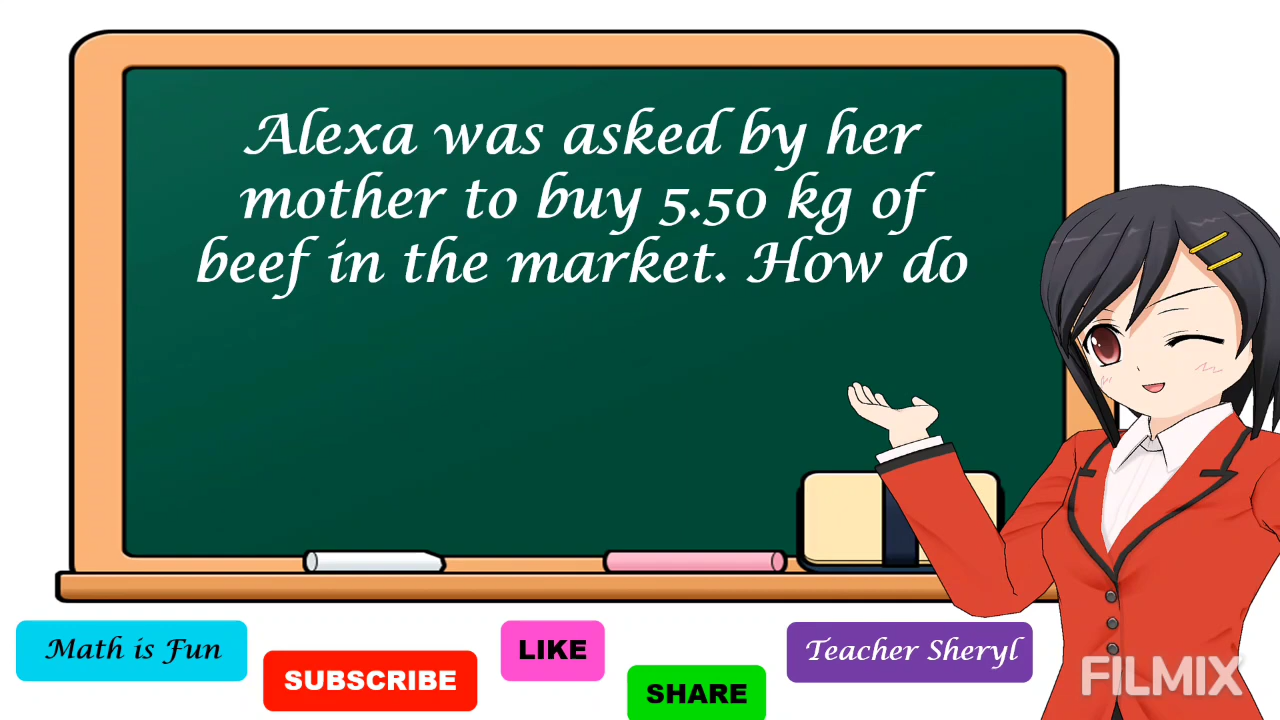 Alexa was asked by her
mother to buy 5.50 kg of
beef in the market. How do
Math is Fun
SUBSCRIBE
LIKE
SHARE
Teacher Sheryl
FILMIX